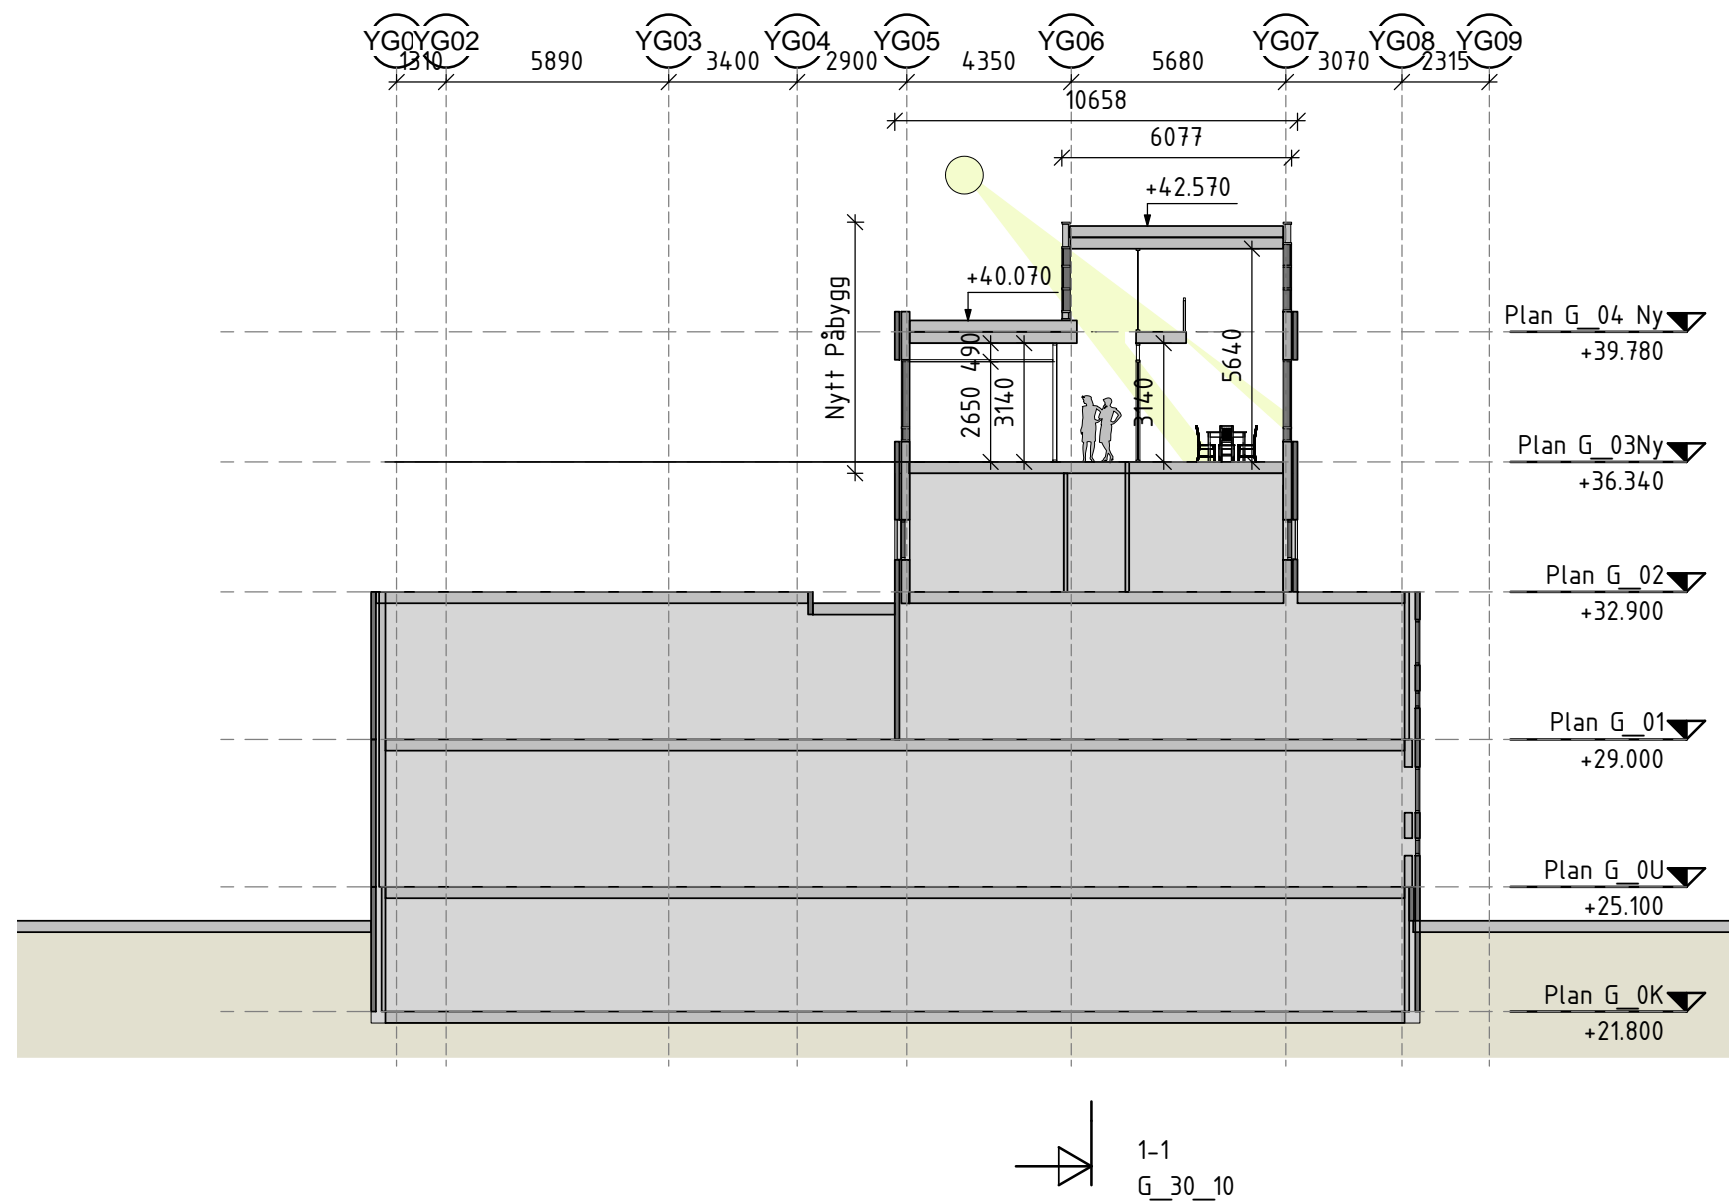 YG0 YG02 YG03 YG04 YG05 YG06 YG07 YG08 YG09
1310 5890 3400 2900 4350 5680 3070 2315
10658
6077
+42.570
+40.070
Nytt Påbygg
2650 490
3140
3140
5640
Plan G_04 Ny
+39.780
Plan G_03Ny
+36.340
Plan G_02
+32.900
Plan G_01
+29.000
Plan G_0U
+25.100
Plan G_0K
+21.800
1-1
G_30_10